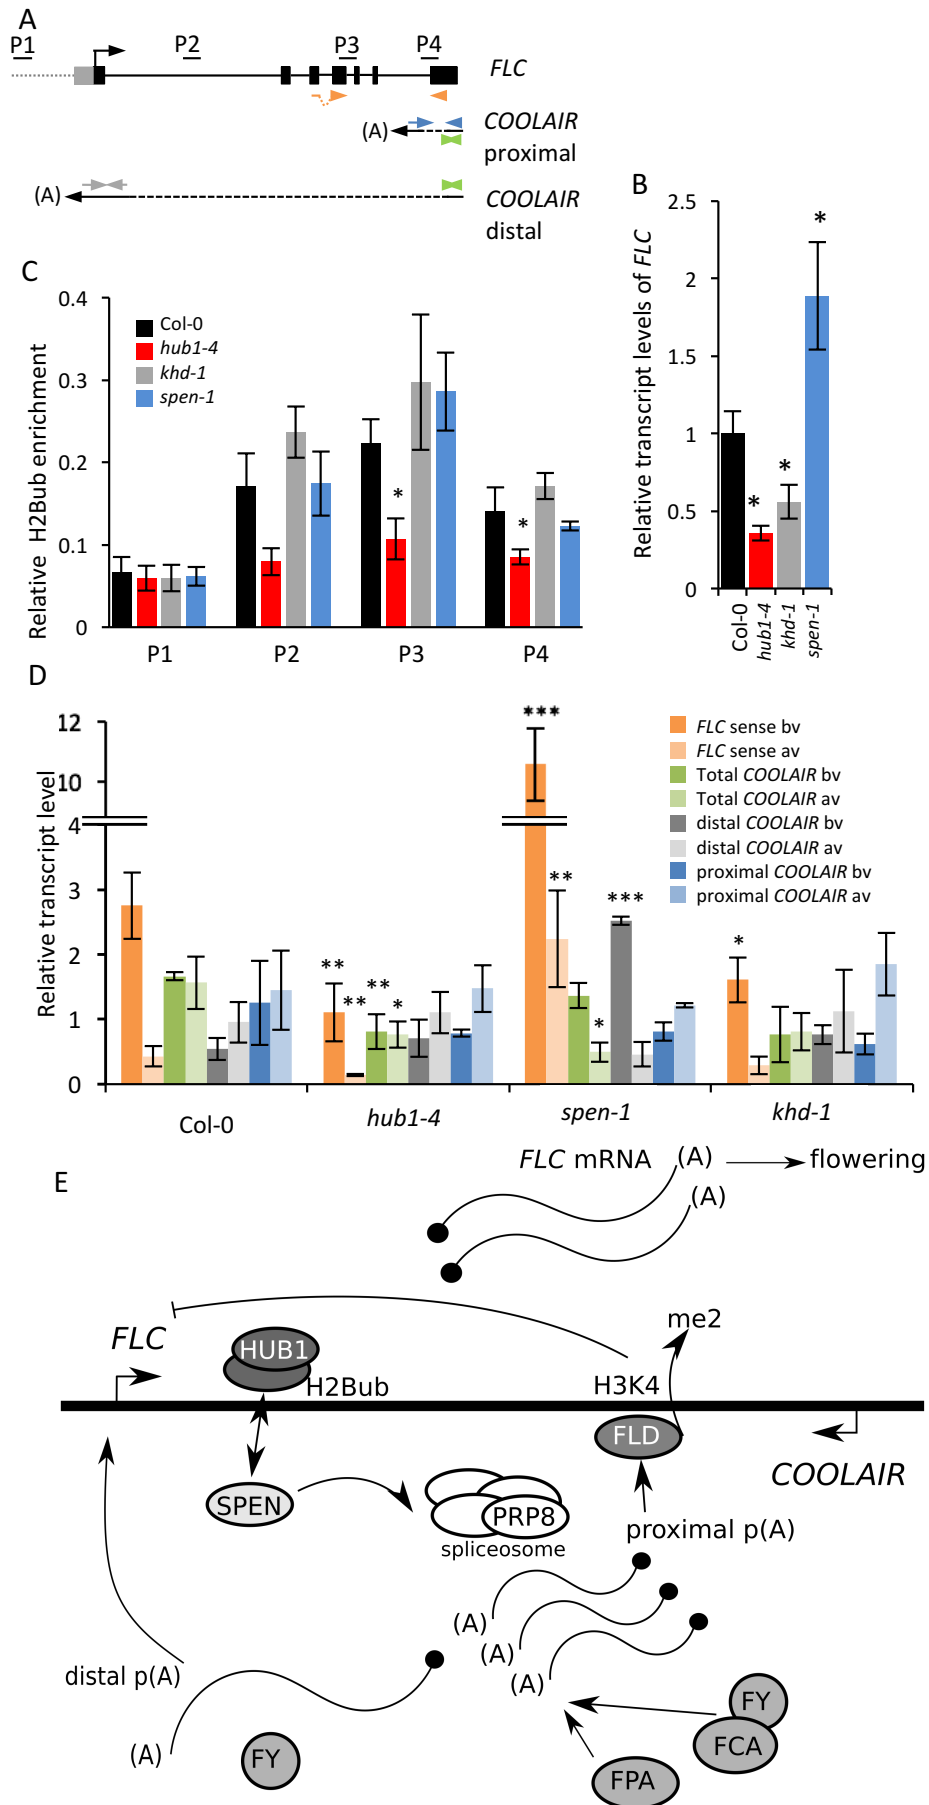 A
P1
P2
P3
P4
FLC
(A)
COOLAIR
proximal
(A)
COOLAIR
distal
B
Relative transcript levels of FLC
2.5
2
1.5
1
0.5
0
*
*
*
*
Col-0
hub1-4
khd-1
spen-1
C
Relative H2Bub enrichment
0.4
0.3
0.2
0.1
0
Col-0
hub1-4
khd-1
spen-1
*
*
P1
P2
P3
P4
D
Relative transcript level
12
10
4
3
2
1
0
***
**
***
**
**
**
*
*
*
FLC sense bv
FLC sense av
Total COOLAIR bv
Total COOLAIR av
distal COOLAIR bv
distal COOLAIR av
proximal COOLAIR bv
proximal COOLAIR av
Col-0
hub1-4
spen-1
khd-1
E
FLC mRNA
(A)
flowering
(A)
me2
FLC
HUB1
H2Bub
H3K4
FLD
COOLAIR
SPEN
PRP8
spliceosome
proximal p(A)
(A)
(A)
(A)
distal p(A)
(A)
FY
FY
FCA
FPA